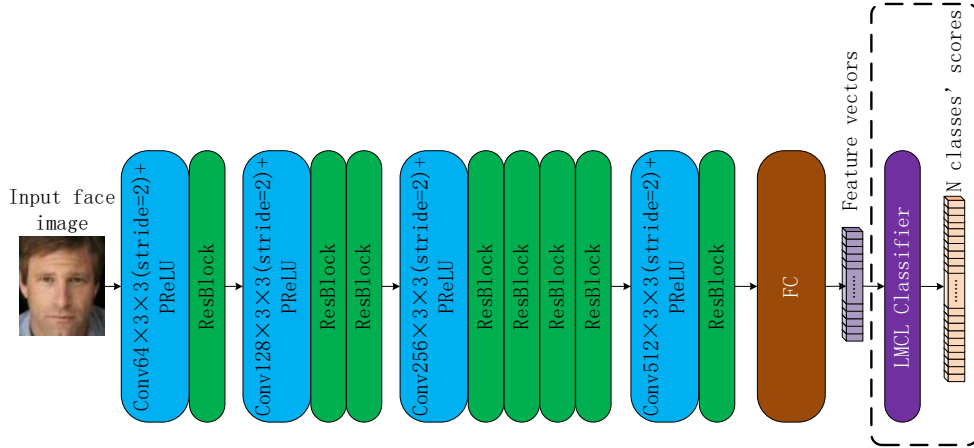 Input face
image
Conv64×3×3(stride=2)+
PReLU
ResBlock
Conv128×3×3(stride=2)+
PReLU
ResBlock
ResBlock
Conv256×3×3(stride=2)+
PReLU
ResBlock
ResBlock
ResBlock
ResBlock
Conv512×3×3(stride=2)+
PReLU
ResBlock
FC
Feature vectors
......
LMCL Classifier
N classes' scores
......